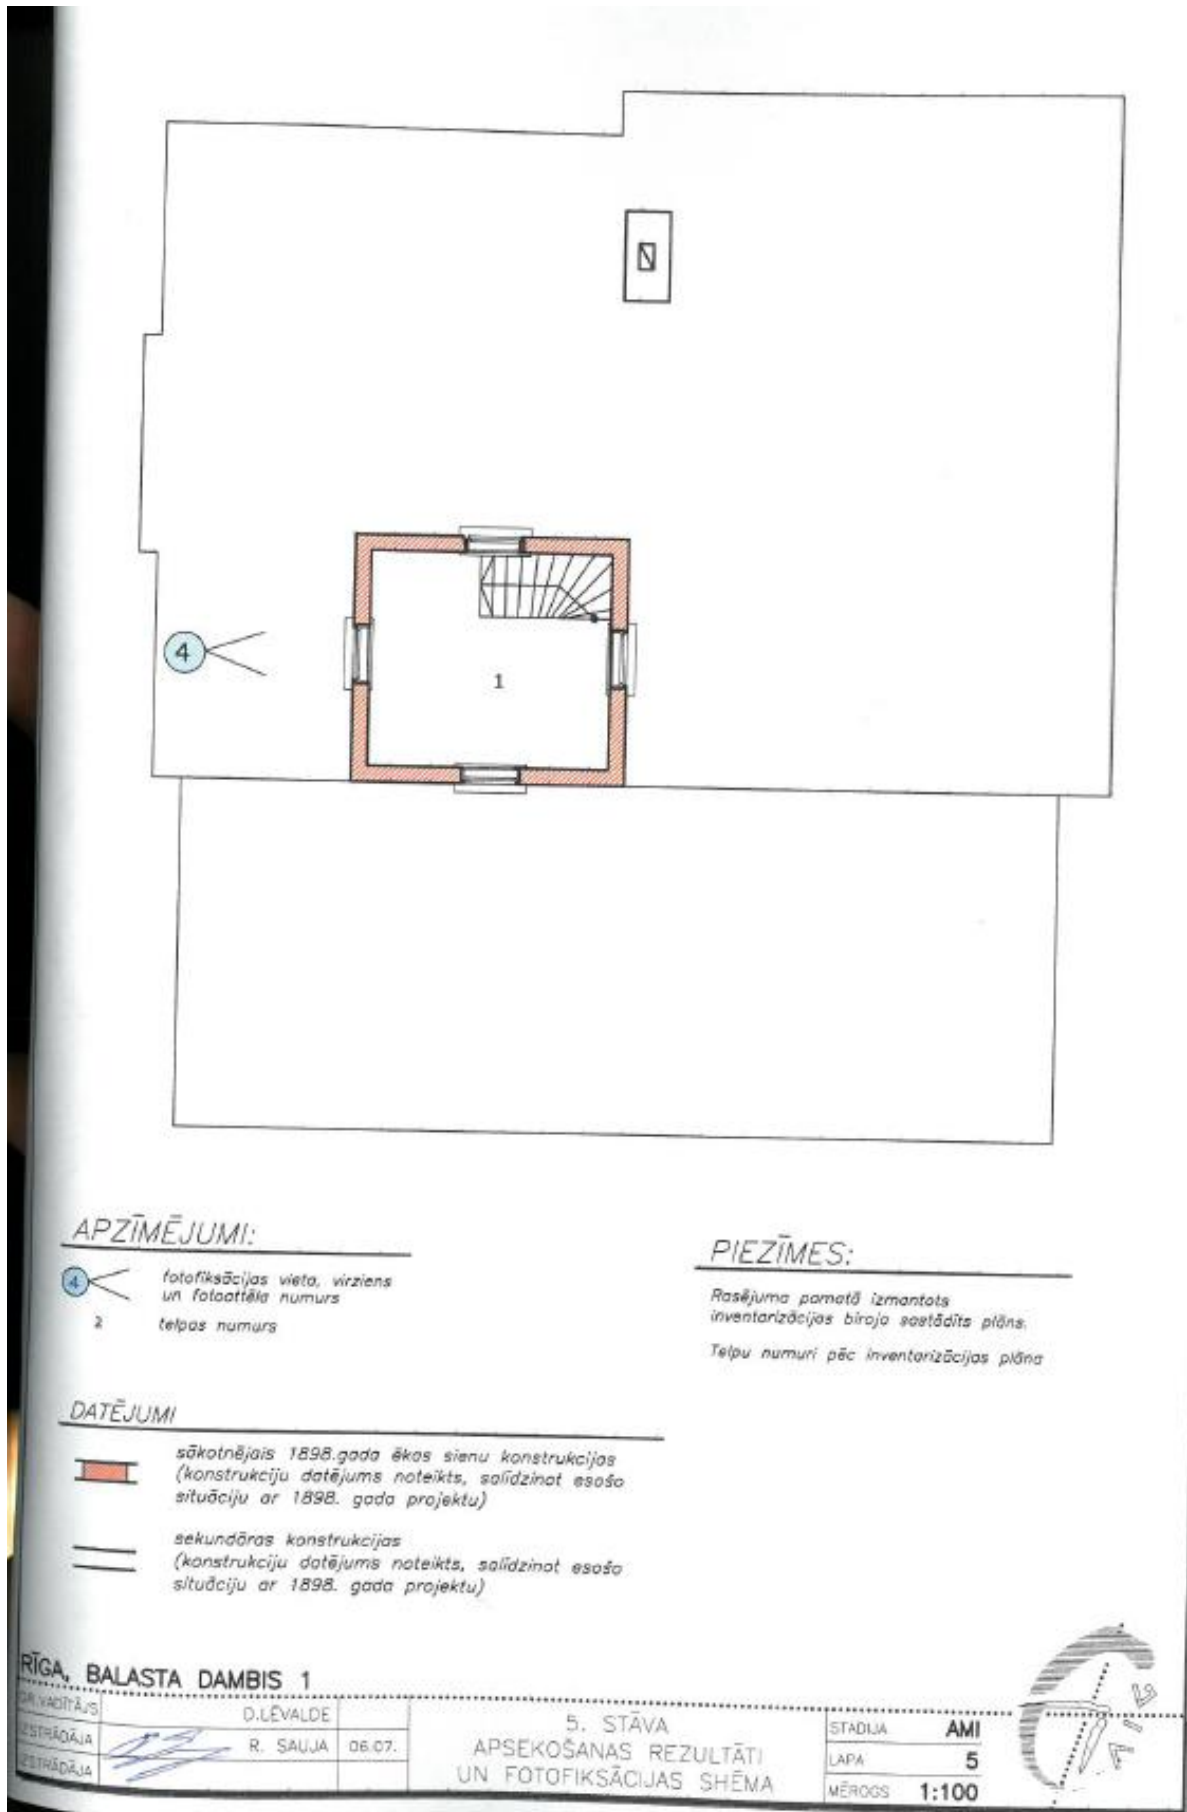 4
1
APZĪMĒJUMI:
4
fotofiksācijas vieta, virziens
un fotoattēla numurs
2
telpas numurs
PIEZĪMES:
Rasējuma pamatā izmantots
inventarizācijas biroja sastādīts plāns.
Telpu numuri pēc inventarizācijas plāna
DATĒJUMI
sākotnējais 1898.gada ēkas sienu konstrukcijas
(konstrukciju datējums noteikts, salīdzinot esošo
situāciju ar 1898. gada projektu)
sekundāras konstrukcijas
(konstrukciju datējums noteikts, salīdzinot esošo
situāciju ar 1898. gada projektu)
RĪGA, BALASTA DAMBIS 1
VADĪTĀJS D.LEVALDE
IZSTRĀDĀJA R. SAUJA 06.07.
IZSTRĀDĀJA
5. STĀVA
APSEKOŠANAS REZULTĀTI
UN FOTOFIKSĀCIJAS SHĒMA
STADIJA AMI
LAPA 5
MĒROGS 1:100